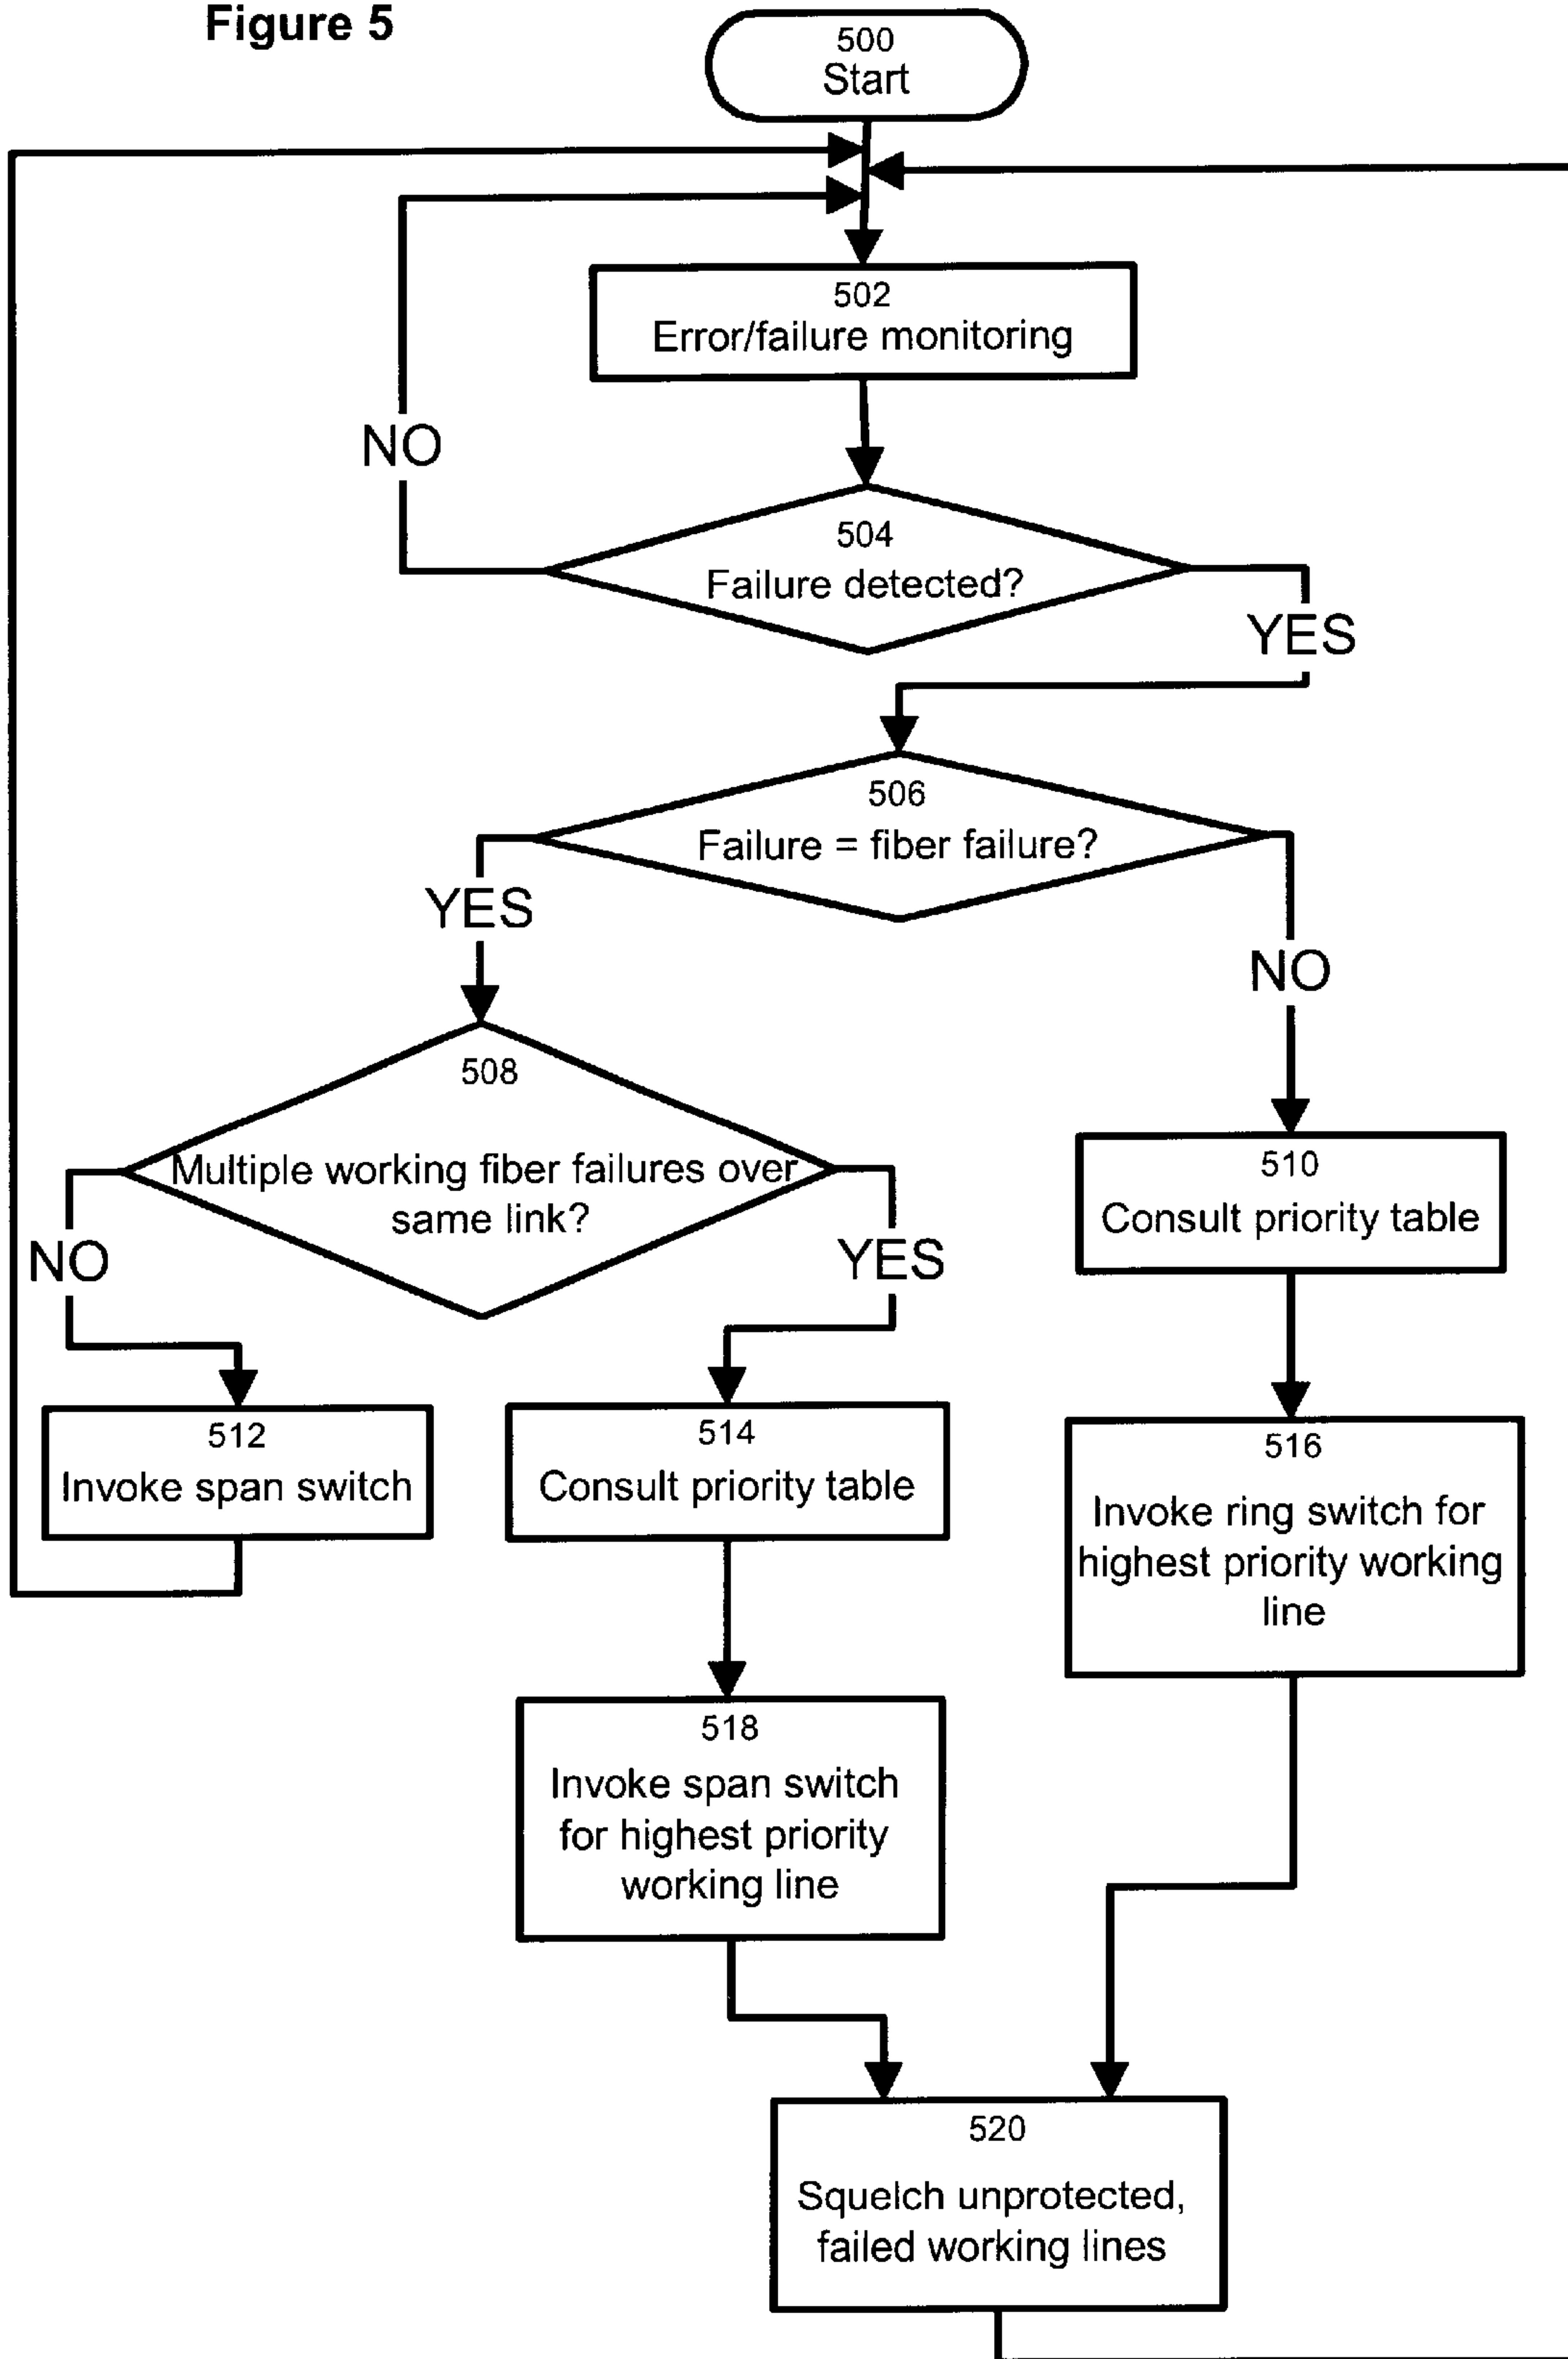 Figure 5
500
Start
502
Error/failure monitoring
NO
504
Failure detected?
YES
506
Failure = fiber failure?
YES
NO
508
Multiple working fiber failures over
same link?
NO
YES
510
Consult priority table
512
Invoke span switch
514
Consult priority table
516
Invoke ring switch for
highest priority working
line
518
Invoke span switch
for highest priority
working line
520
Squelch unprotected,
failed working lines